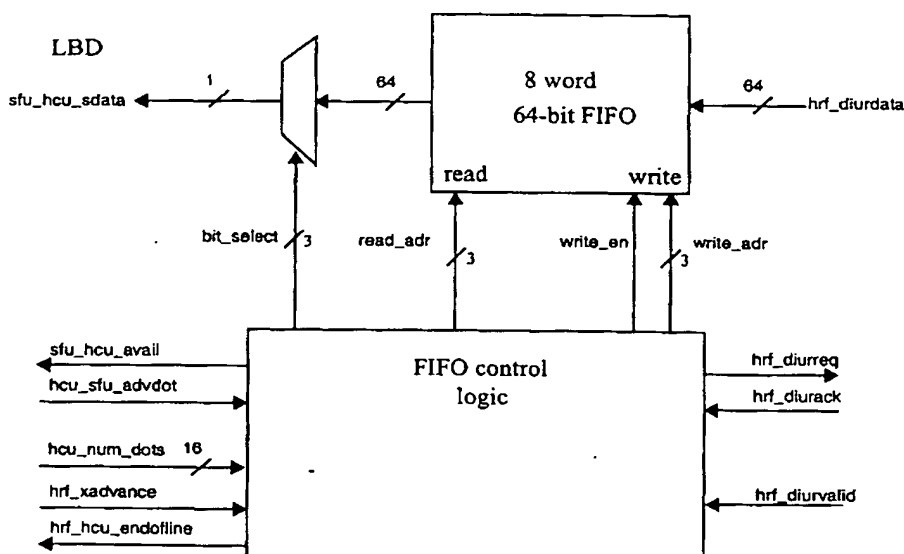 LBD
1
64
8 word
64-bit FIFO
64
sfu_hcu_sdata
hrf_diurdata
read
write
bit_select
3
read_adr
3
write_en
write_adr
3
sfu_hcu_avail
FIFO control
logic
hrf_diurreq
hcu_sfu_advdot
hrf_diurack
hcu_num_dots
16
hrf_xadvance
hrf_diurvalid
hrf_hcu_endofline